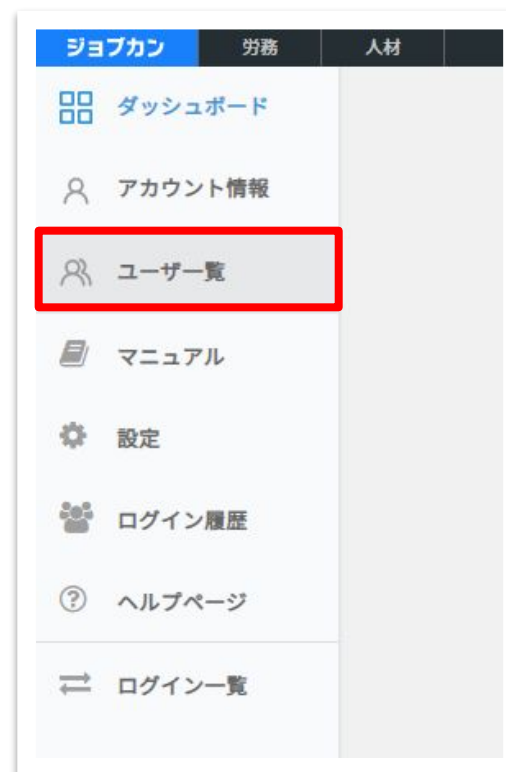 ジョブカン 労務 人材
ダッシュボード
アカウント情報
ユーザ一覧
マニュアル
設定
ログイン履歴
ヘルプページ
ログイン一覧